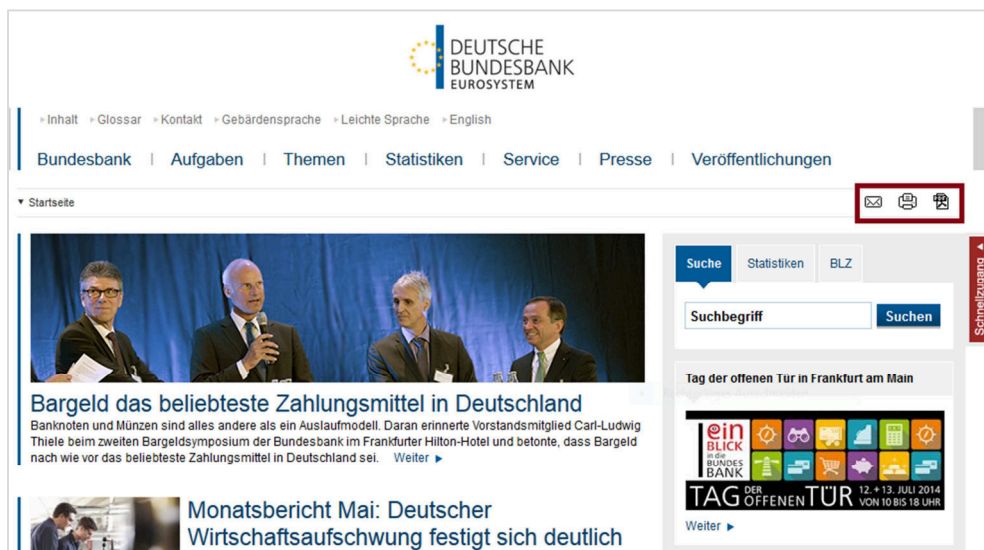 DEUTSCHE
BUNDESBANK
EUROSYSTEM
Inhalt Glossar Kontakt Gebärdensprache Leichte Sprache English
Bundesbank | Aufgaben | Themen | Statistiken | Service | Presse | Veröffentlichungen
Startseite
Suche Statistiken BLZ
Suchbegriff Suchen
Schnellzugang
Bargeld das beliebteste Zahlungsmittel in Deutschland
Banknoten und Münzen sind alles andere als ein Auslaufmodell. Daran erinnerte Vorstandsmitglied Carl-Ludwig
Thiele beim zweiten Bargeldsymposium der Bundesbank im Frankfurter Hilton-Hotel und betonte, dass Bargeld
nach wie vor das beliebteste Zahlungsmittel in Deutschland sei. Weiter
Tag der offenen Tür in Frankfurt am Main
ein
BLICK
in die
BUNDES
BANK
TAG DER OFFENEN TÜR 12.+13. JULI 2014
VON 10 BIS 18 UHR
Weiter
Monatsbericht Mai: Deutscher
Wirtschaftsaufschwung festigt sich deutlich